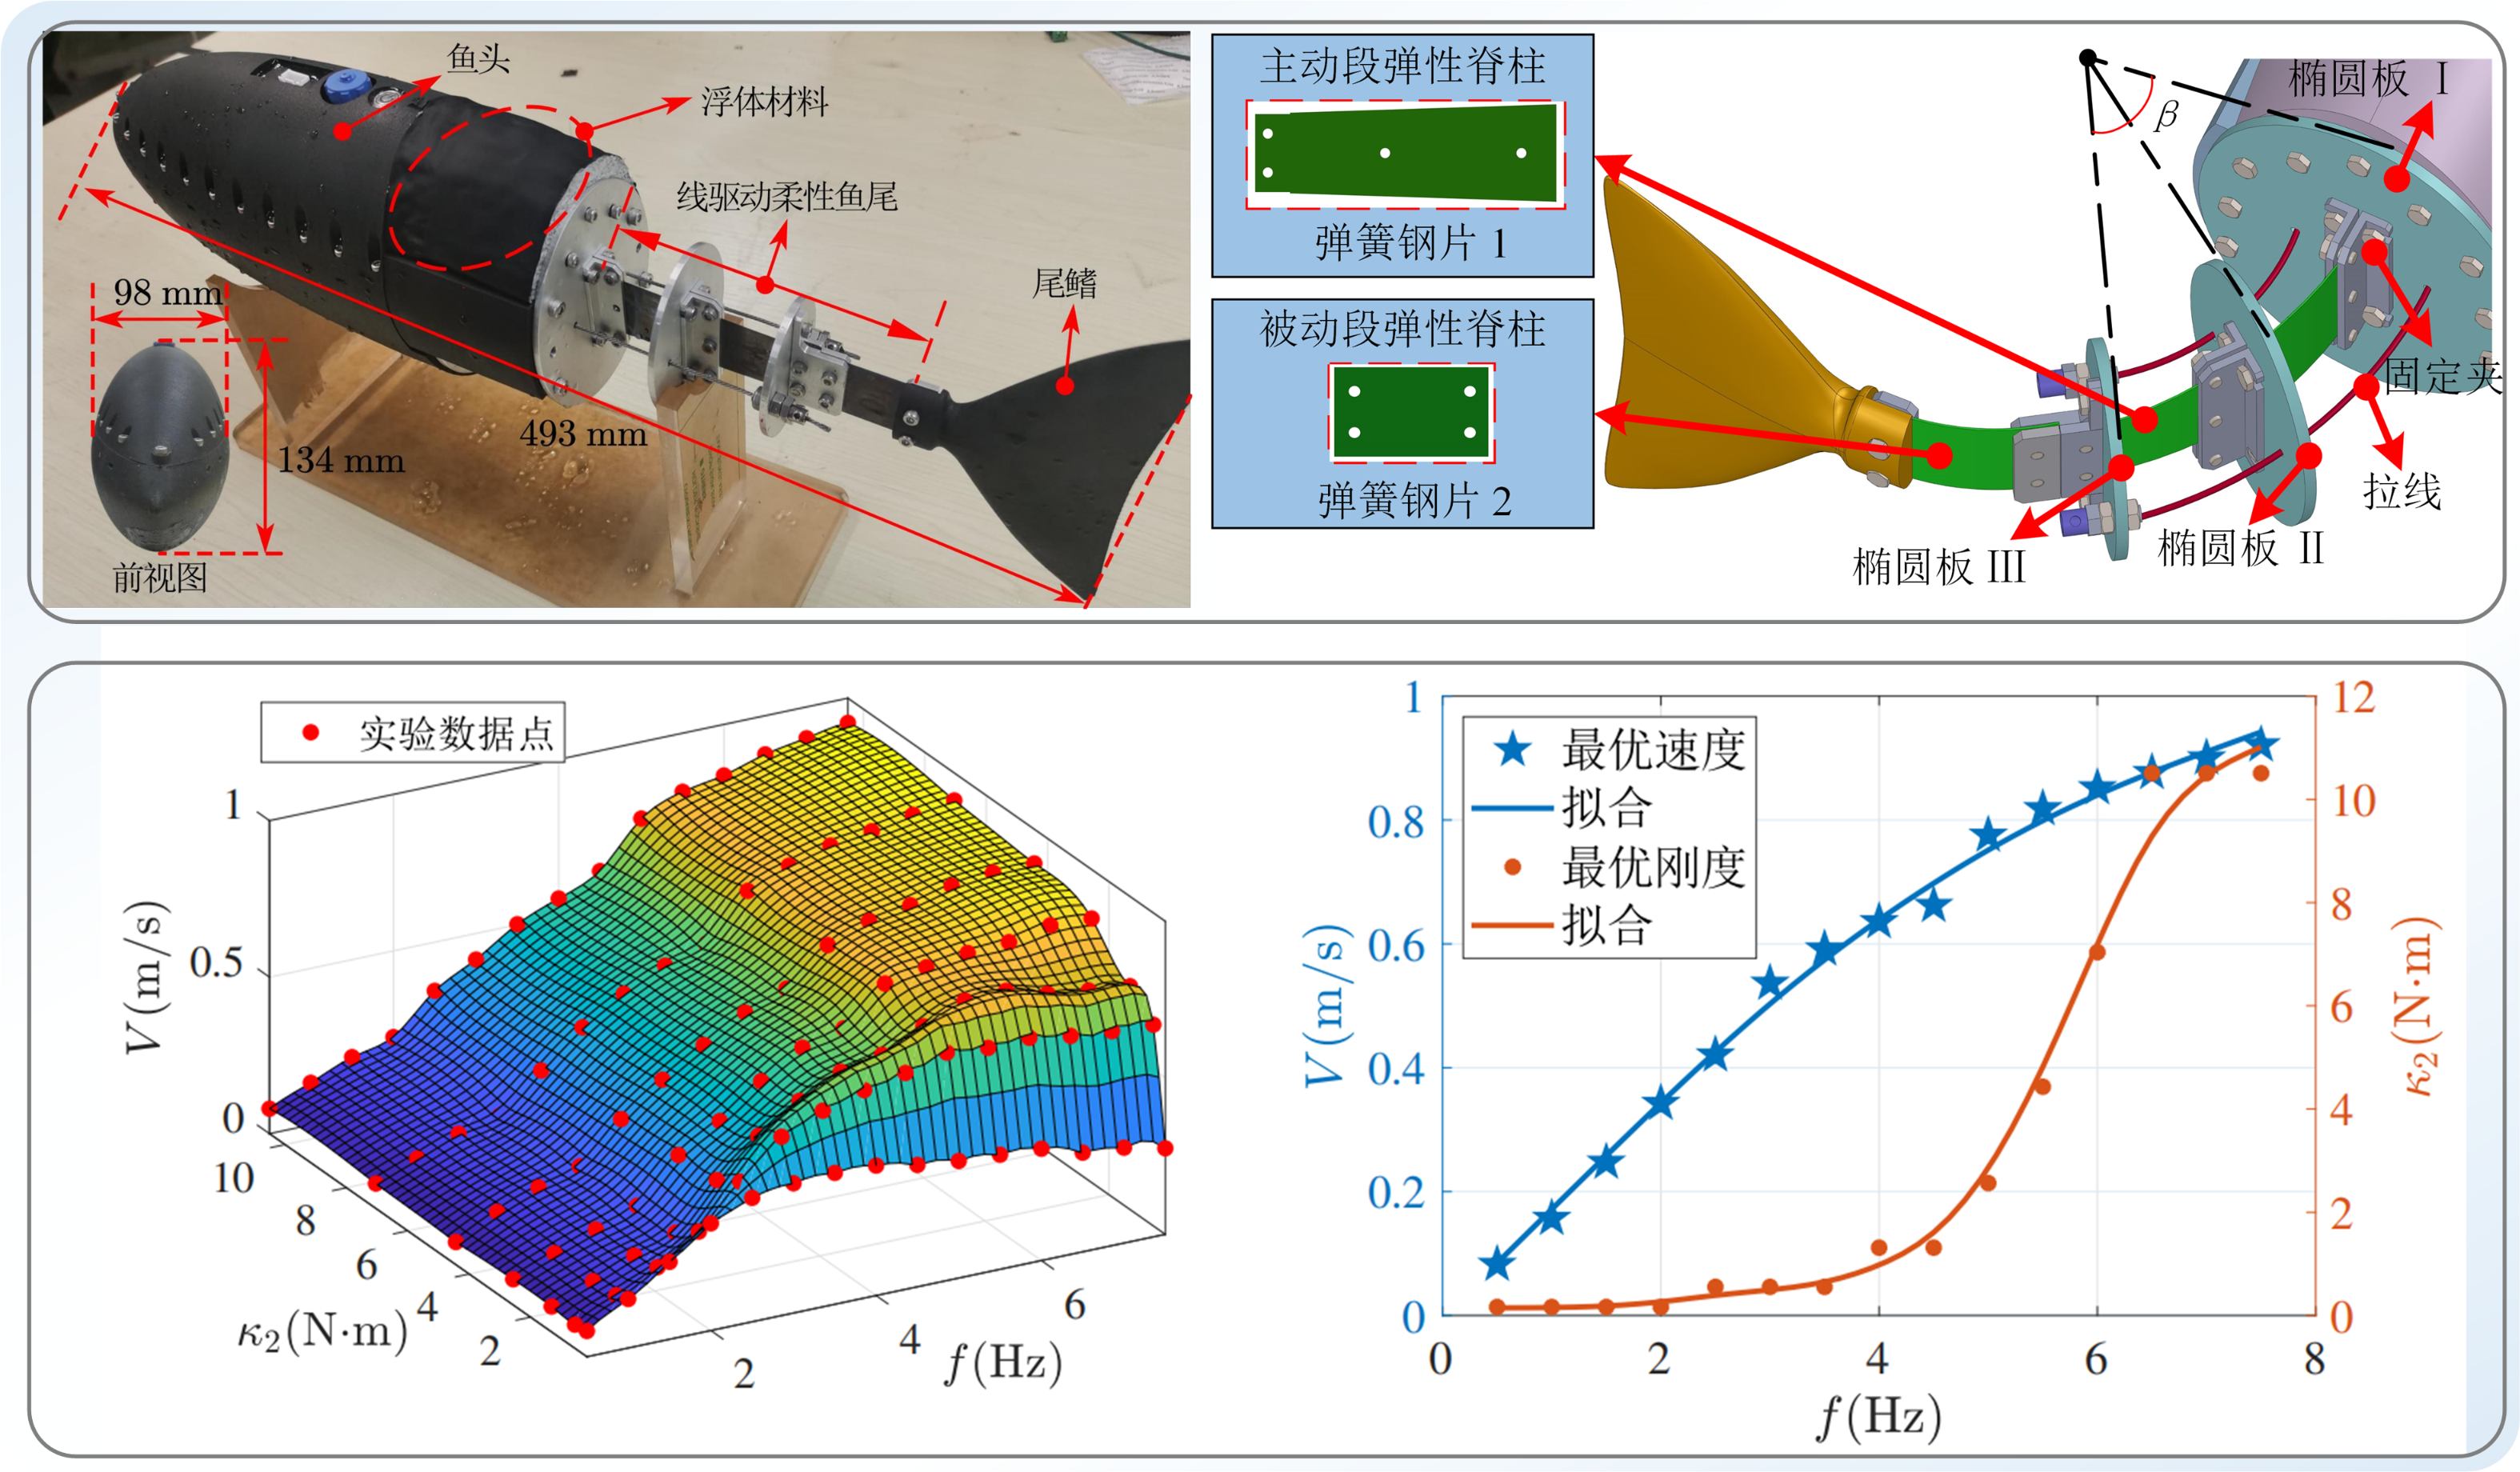 鱼头
浮体材料
线驱动柔性鱼尾
尾鳍
98 mm
134 mm
493 mm
前视图
主动段弹性脊柱
弹簧钢片 1
被动段弹性脊柱
弹簧钢片 2
β
椭圆板 I
固定夹
拉线
椭圆板 II
椭圆板 III
实验数据点
V(m/s)
1
0.5
0
10
8
6
4
2
κ₂(N·m)
2
4
6
f(Hz)
最优速度
拟合
最优刚度
拟合
V(m/s)
1
0.8
0.6
0.4
0.2
0
12
10
8
6
4
2
0
κ₂(N·m)
0 2 4 6 8
f(Hz)